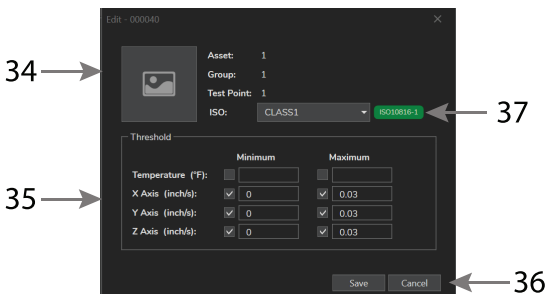 Edit - 000040
34
Asset: 1
Group: 1
Test Point: 1
ISO: CLASS1 ISO10816-1
37
Threshold
Minimum Maximum
Temperature (°F):
35
X Axis (inch/s): 0 0.03
Y Axis (inch/s): 0 0.03
Z Axis (inch/s): 0 0.03
Save Cancel
36